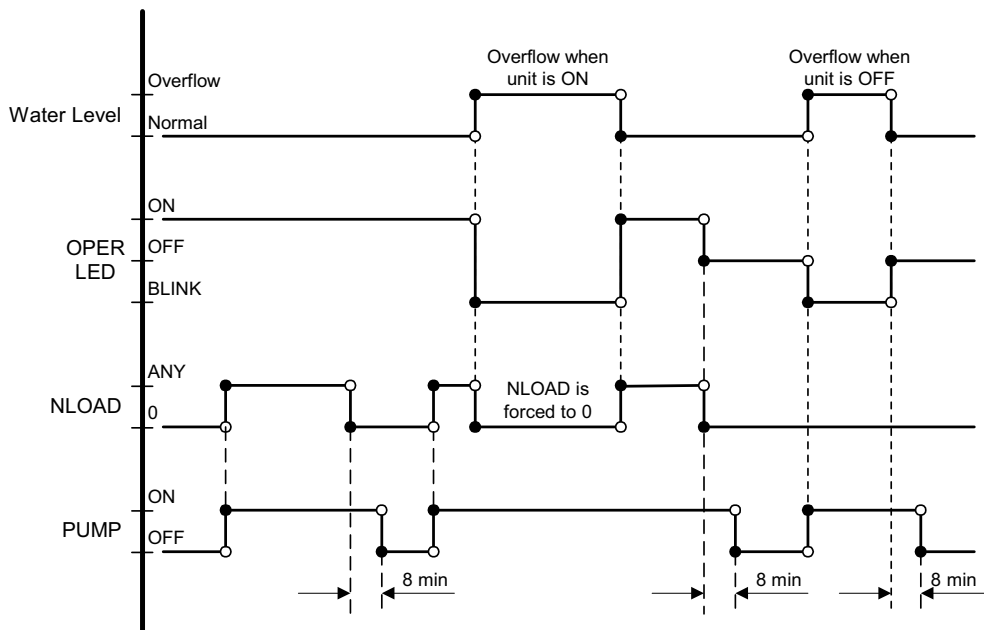 Overflow when
unit is ON
Overflow when
unit is OFF
Overflow
Water Level
Normal
ON
OPER
LED
OFF
BLINK
ANY
NLOAD
0
NLOAD is
forced to 0
ON
PUMP
OFF
8 min
8 min
8 min